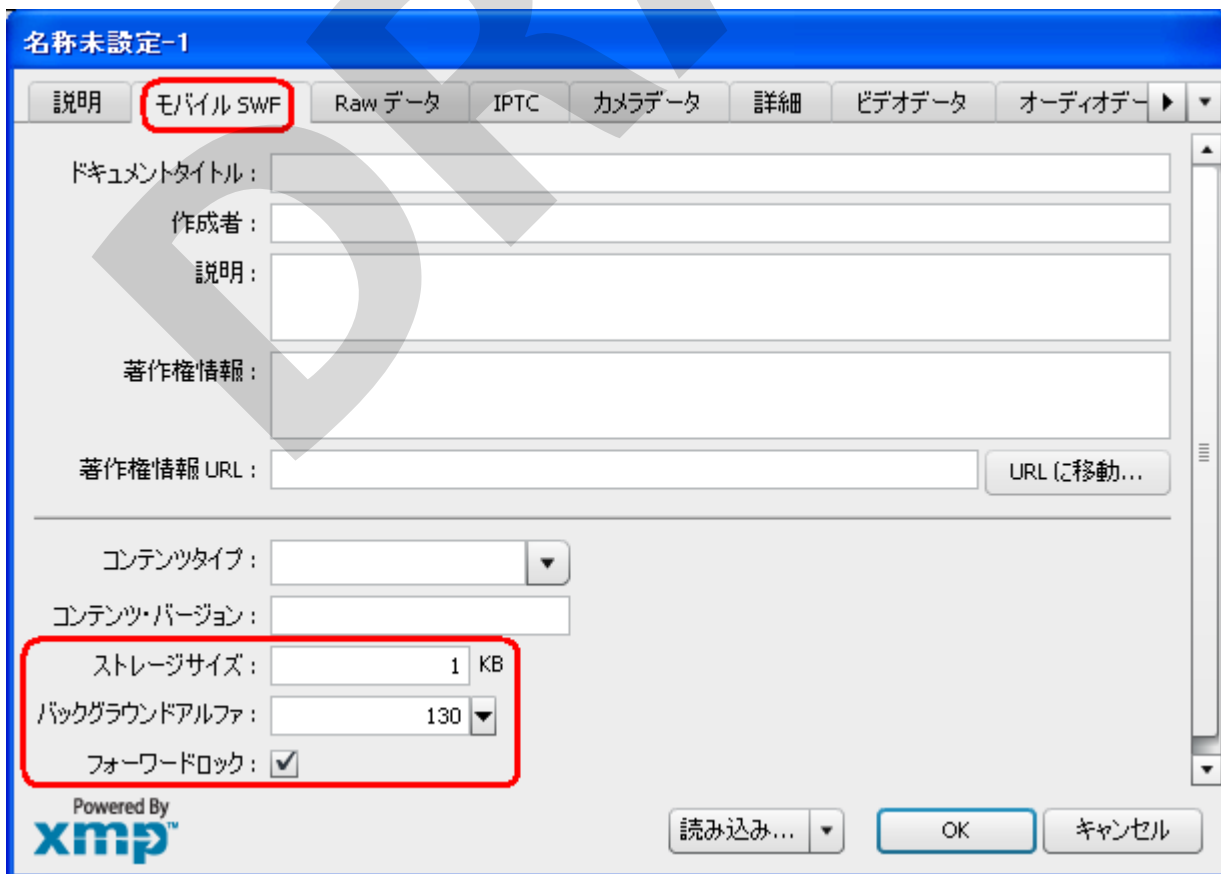 名称未設定-1
説明 モバイル SWF Raw データ IPTC カメラデータ 詳細 ビデオデータ オーディオデー
ドキュメントタイトル :
作成者 :
説明 :
著作権情報 :
著作権情報 URL : URL に移動...
コンテンツタイプ :
コンテンツ・バージョン :
ストレージサイズ : 1 KB
バックグラウンドアルファ : 130
フォーワードロック :
Powered By
xmp™ 読み込み... OK キャンセル